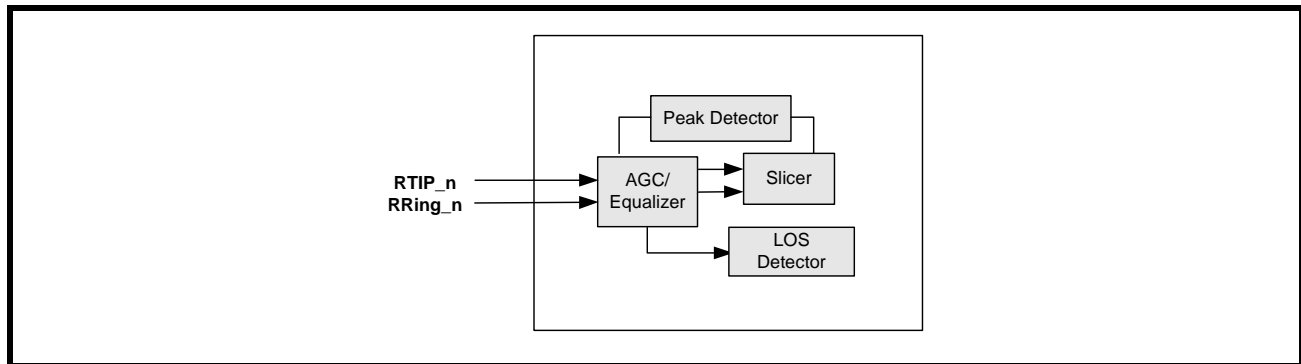 Peak Detector
RTIP_n
RRing_n
AGC/
Equalizer
Slicer
LOS
Detector